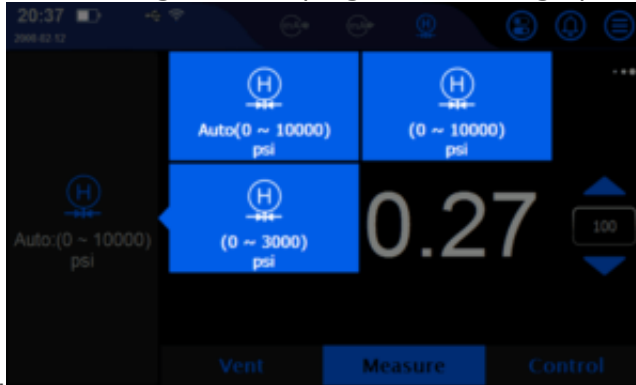 20:37
2006-02-12
H
Auto(0 ~ 10000)
psi
H
(0 ~ 10000)
psi
H
Auto:(0 ~ 10000)
psi
H
(0 ~ 3000)
psi
0.27
100
Vent
Measure
Control